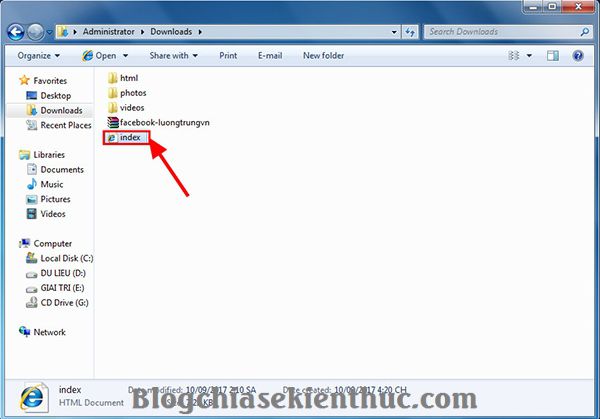 Administrator ▸ Downloads ▸
Search Downloads
Organize Open Share with Print E-mail New folder
Favorites
Desktop
Downloads
Recent Places
Libraries
Documents
Music
Pictures
Videos
Computer
Local Disk (C:)
DU LIEU (D:)
GIAI TRI (E:)
CD Drive (G:)
Network
html
photos
videos
facebook-luongtrungvn
index
index Date modified: 10/09/2017 2:10 SA Date created: 10/09/2017 4:20 CH
HTML Document
Blogchiasekienthuc.com